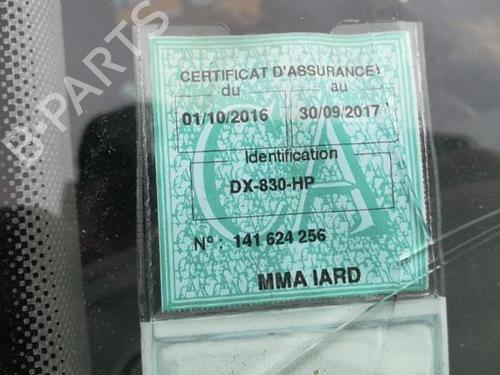 CERTIFICAT D'ASSURANCE
du au
01/10/2016 30/09/2017
Identification
DX-830-HP
N° : 141 624 256
MMA IARD
CA
B-PARTS